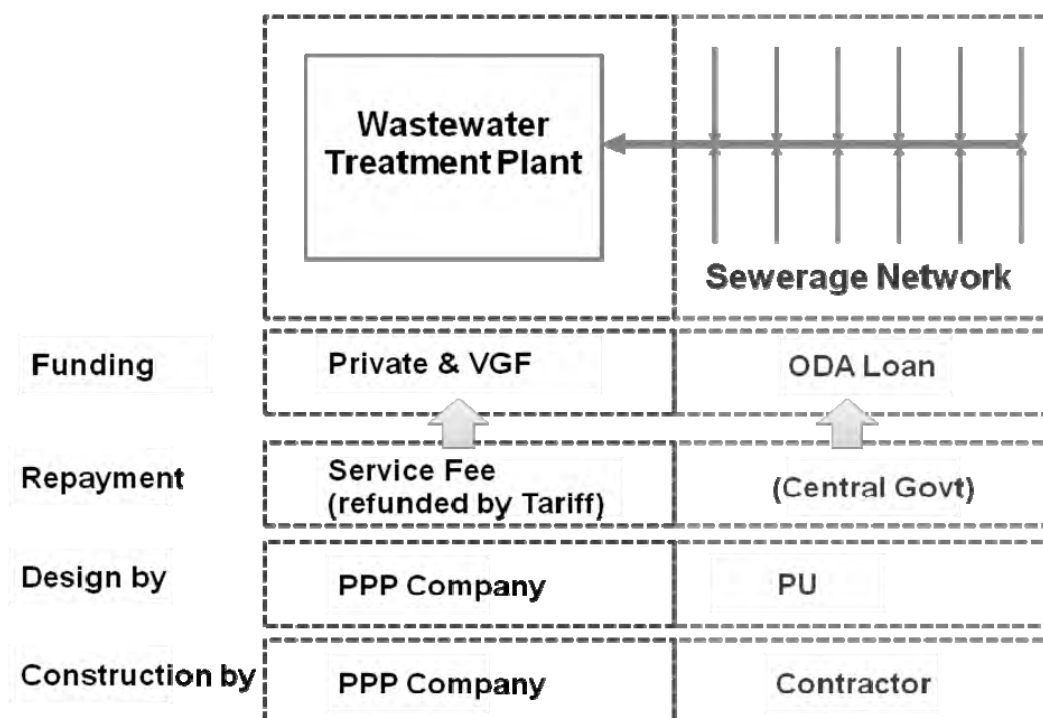 Wastewater
Treatment Plant
Sewerage Network
Funding
Private & VGF
ODA Loan
Repayment
Service Fee
(refunded by Tariff)
(Central Govt)
Design by
PPP Company
PU
Construction by
PPP Company
Contractor